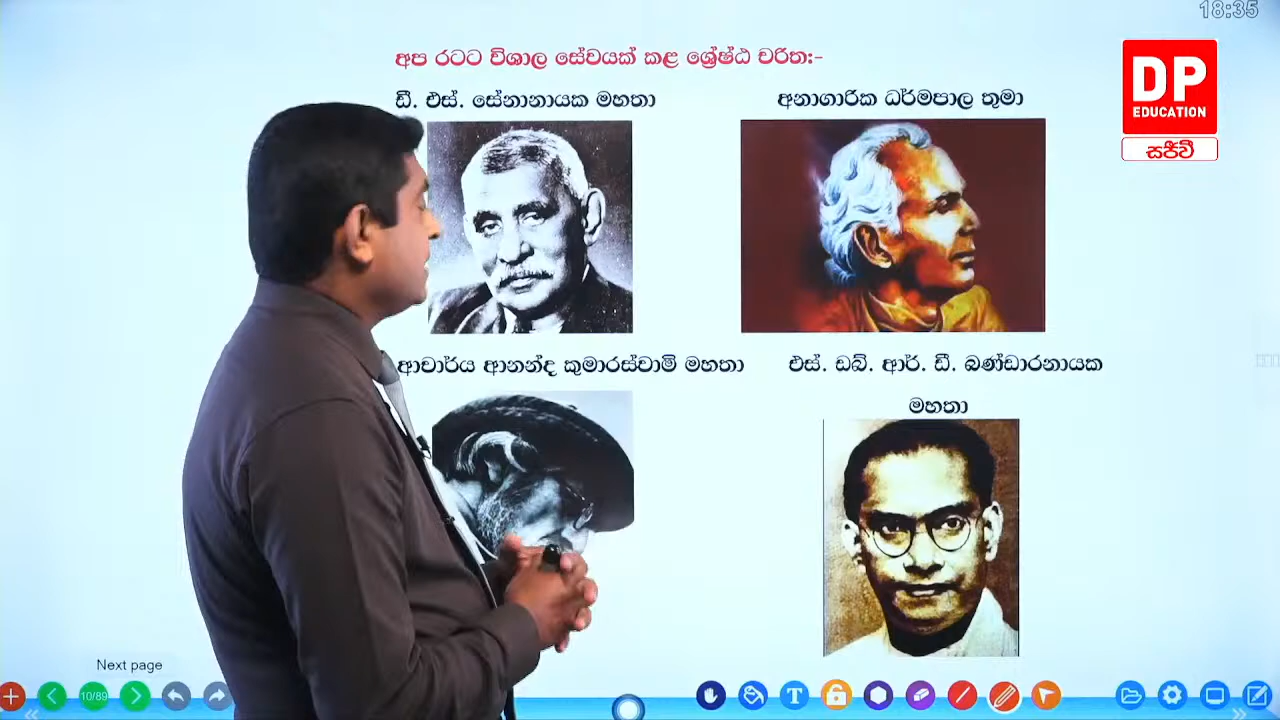 18:35
අප රටට විශාල සේවයක් කළ ශ්‍රේෂ්ඨ චරිත:-
DP
EDUCATION
සජීවී
ඩී. එස්. සේනානායක මහතා
අනාගාරික ධර්මපාල තුමා
ආචාර්ය ආනන්ද කුමාරස්වාමි මහතා
එස්. ඩබ්. ආර්. ඩී. බණ්ඩාරනායක
මහතා
Next page
10/89
T